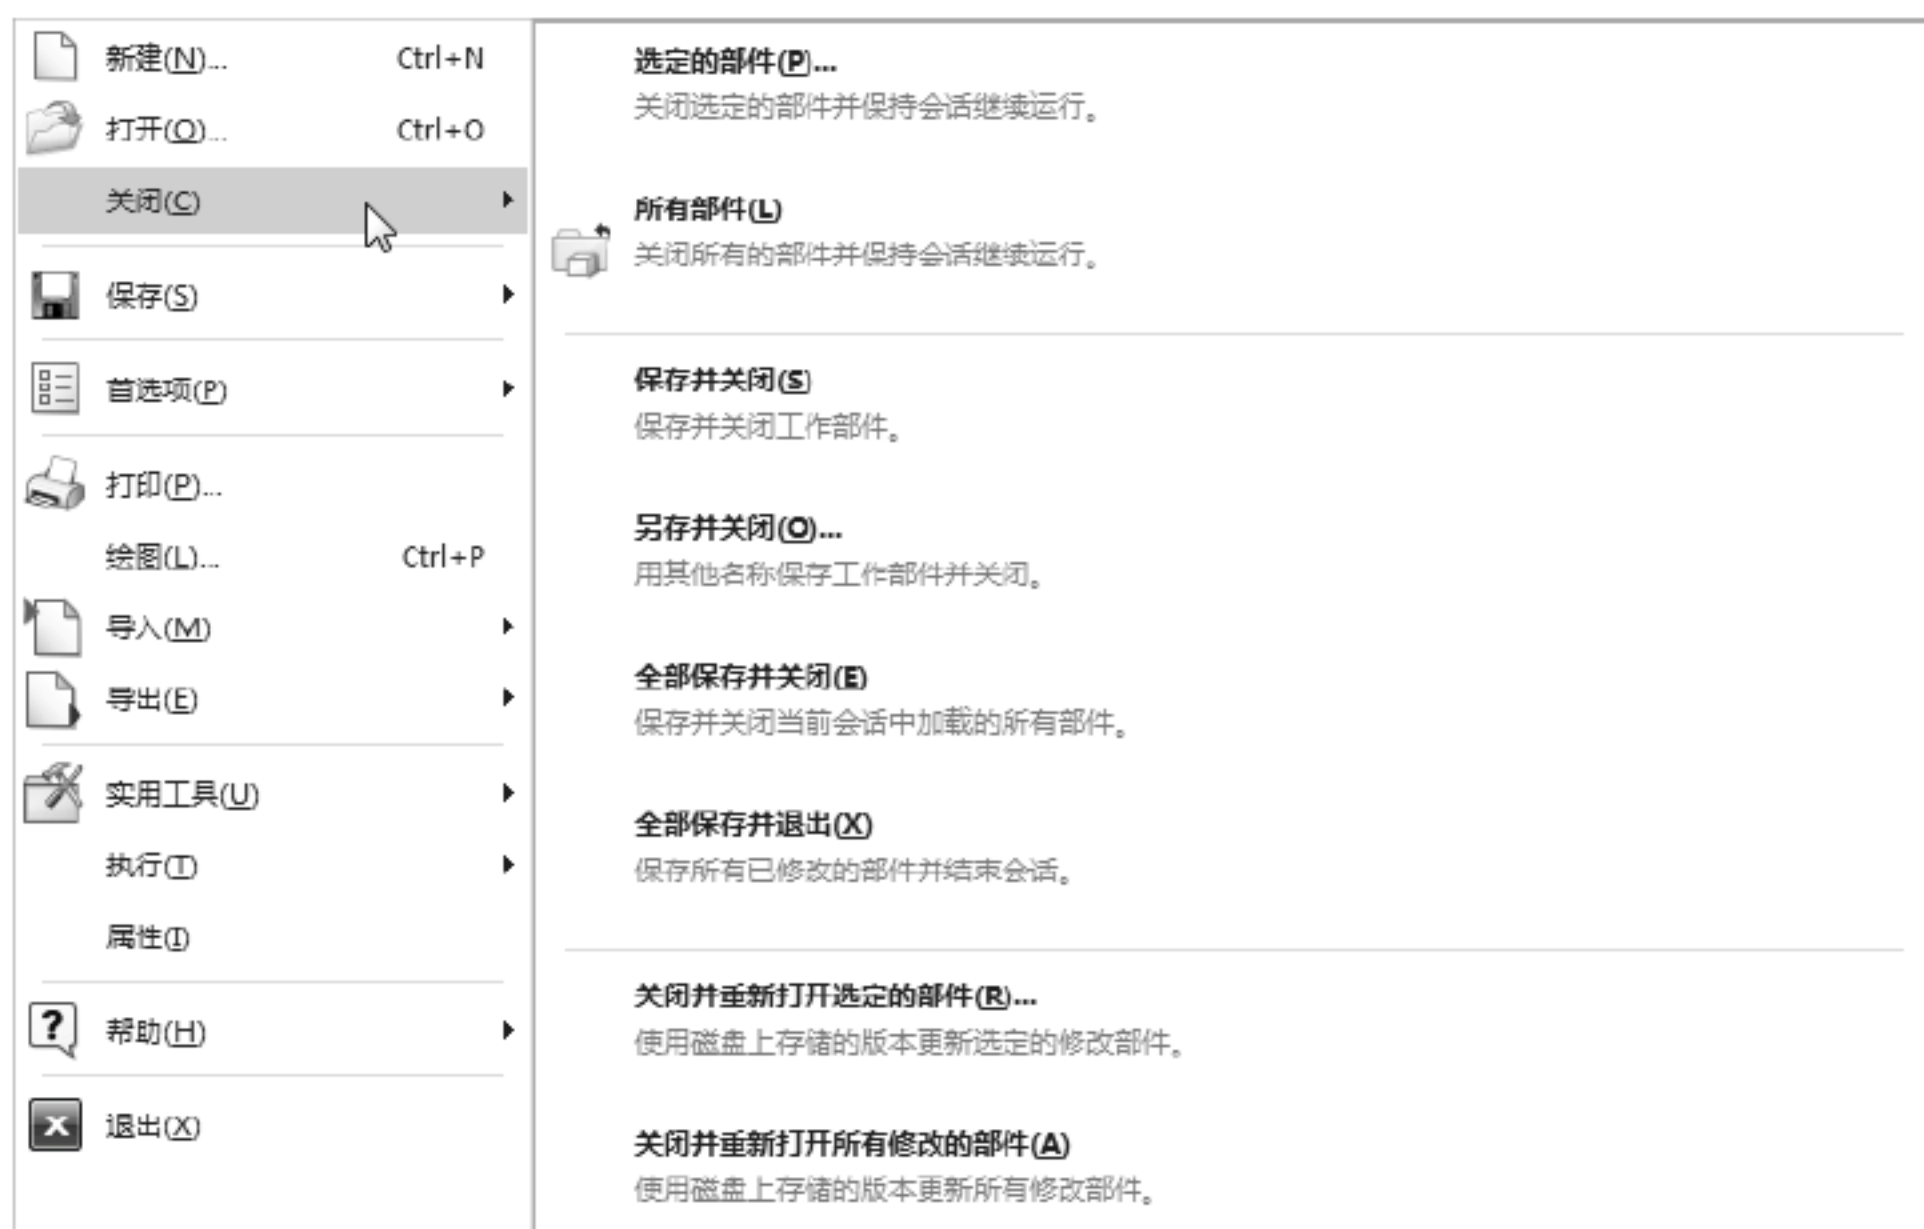 新建(N)... Ctrl+N
打开(O)... Ctrl+O
关闭(C)
保存(S)
首选项(P)
打印(P)...
绘图(L)... Ctrl+P
导入(M)
导出(E)
实用工具(U)
执行(T)
属性(I)
帮助(H)
退出(X)
选定的部件(P)...
关闭选定的部件并保持会话继续运行。
所有部件(L)
关闭所有的部件并保持会话继续运行。
保存并关闭(S)
保存并关闭工作部件。
另存并关闭(O)...
用其他名称保存工作部件并关闭。
全部保存并关闭(E)
保存并关闭当前会话中加载的所有部件。
全部保存并退出(X)
保存所有已修改的部件并结束会话。
关闭并重新打开选定的部件(R)...
使用磁盘上存储的版本更新选定的修改部件。
关闭并重新打开所有修改的部件(A)
使用磁盘上存储的版本更新所有修改部件。